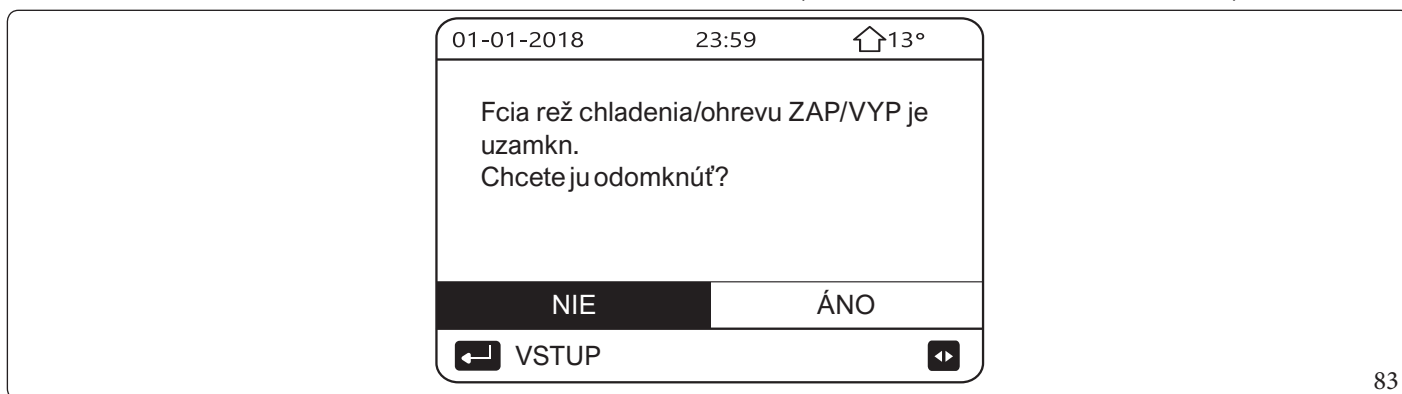 01-01-2018 23:59 13°
Fcia rež chladenia/ohrevu ZAP/VYP je
uzamkn.
Chcete ju odomknúť?
NIE ÁNO
VSTUP
83